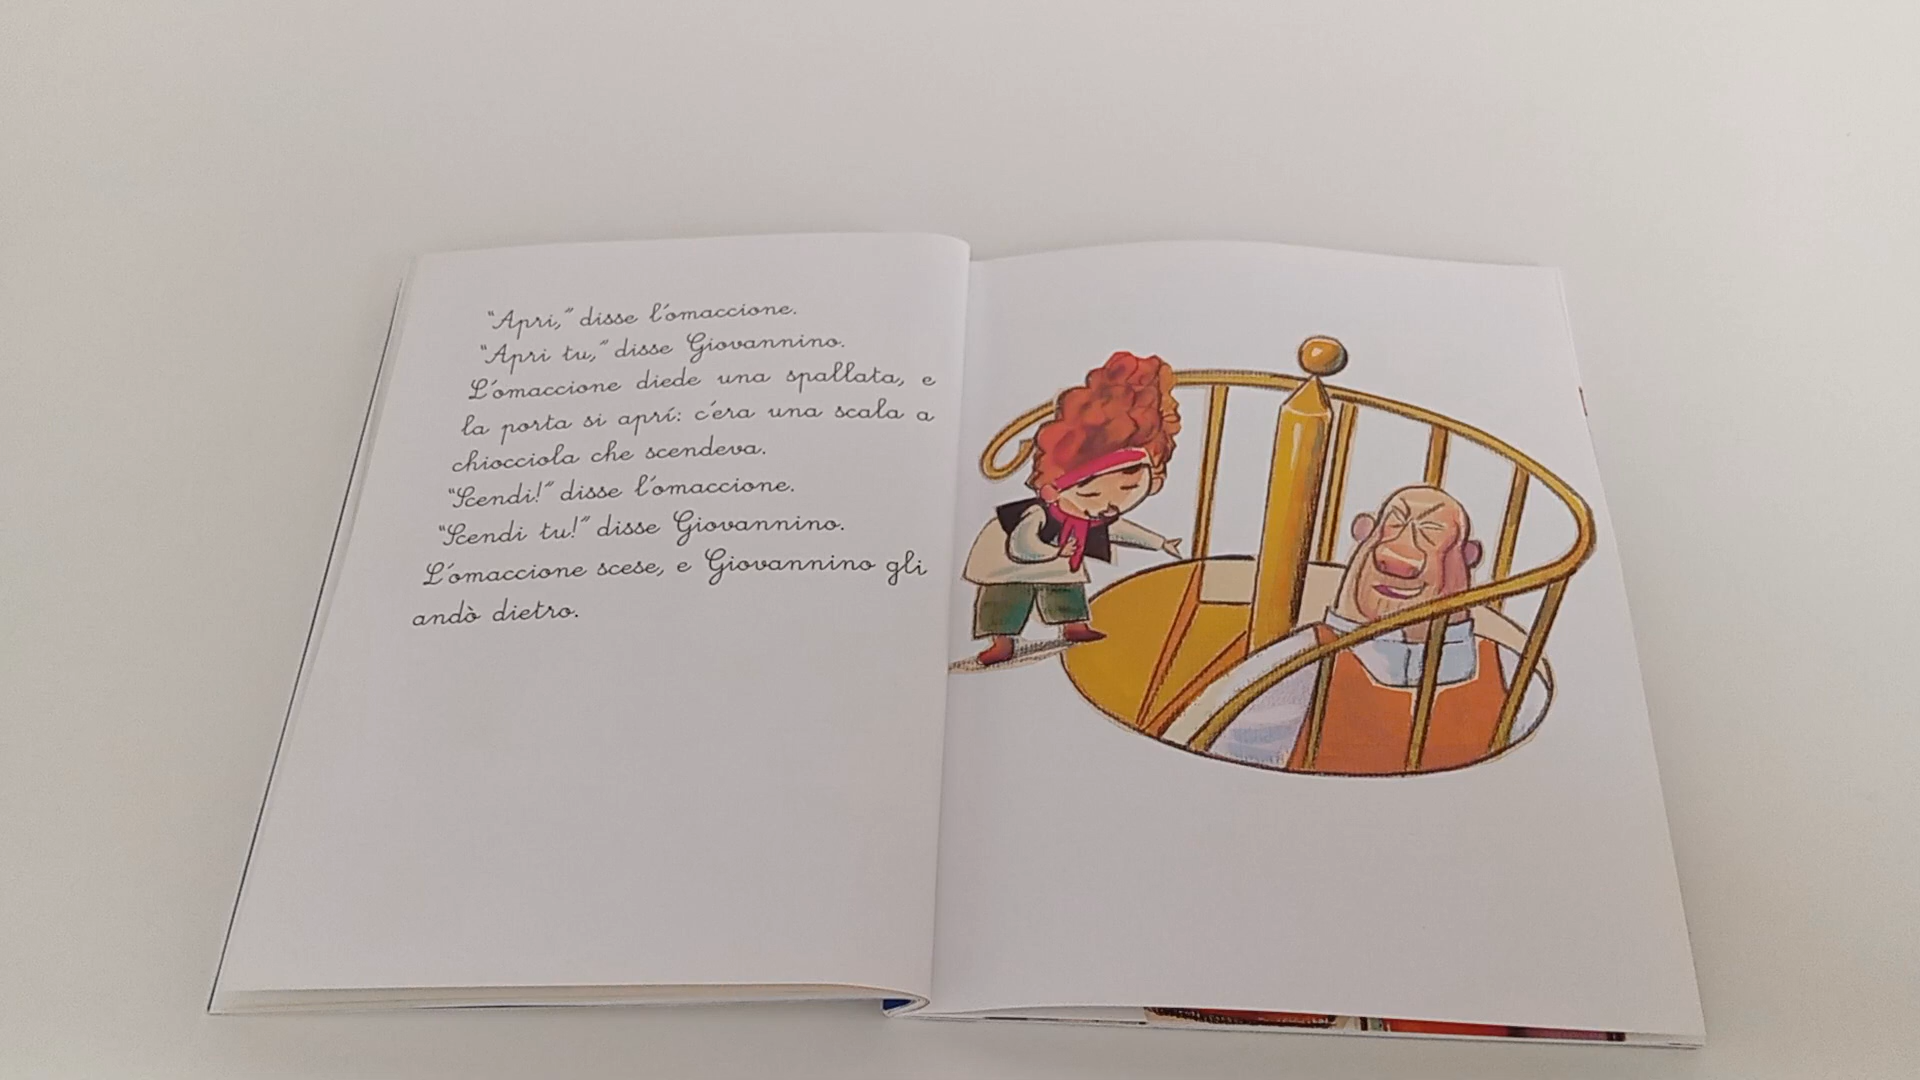 "Apri," disse l'omaccione.
"Apri tu," disse Giovannino.
L'omaccione diede una spallata, e
la porta si aprí: c'era una scala a
chiocciola che scendeva.
"Scendi!" disse l'omaccione.
"Scendi tu!" disse Giovannino.
L'omaccione scese, e Giovannino gli
andò dietro.